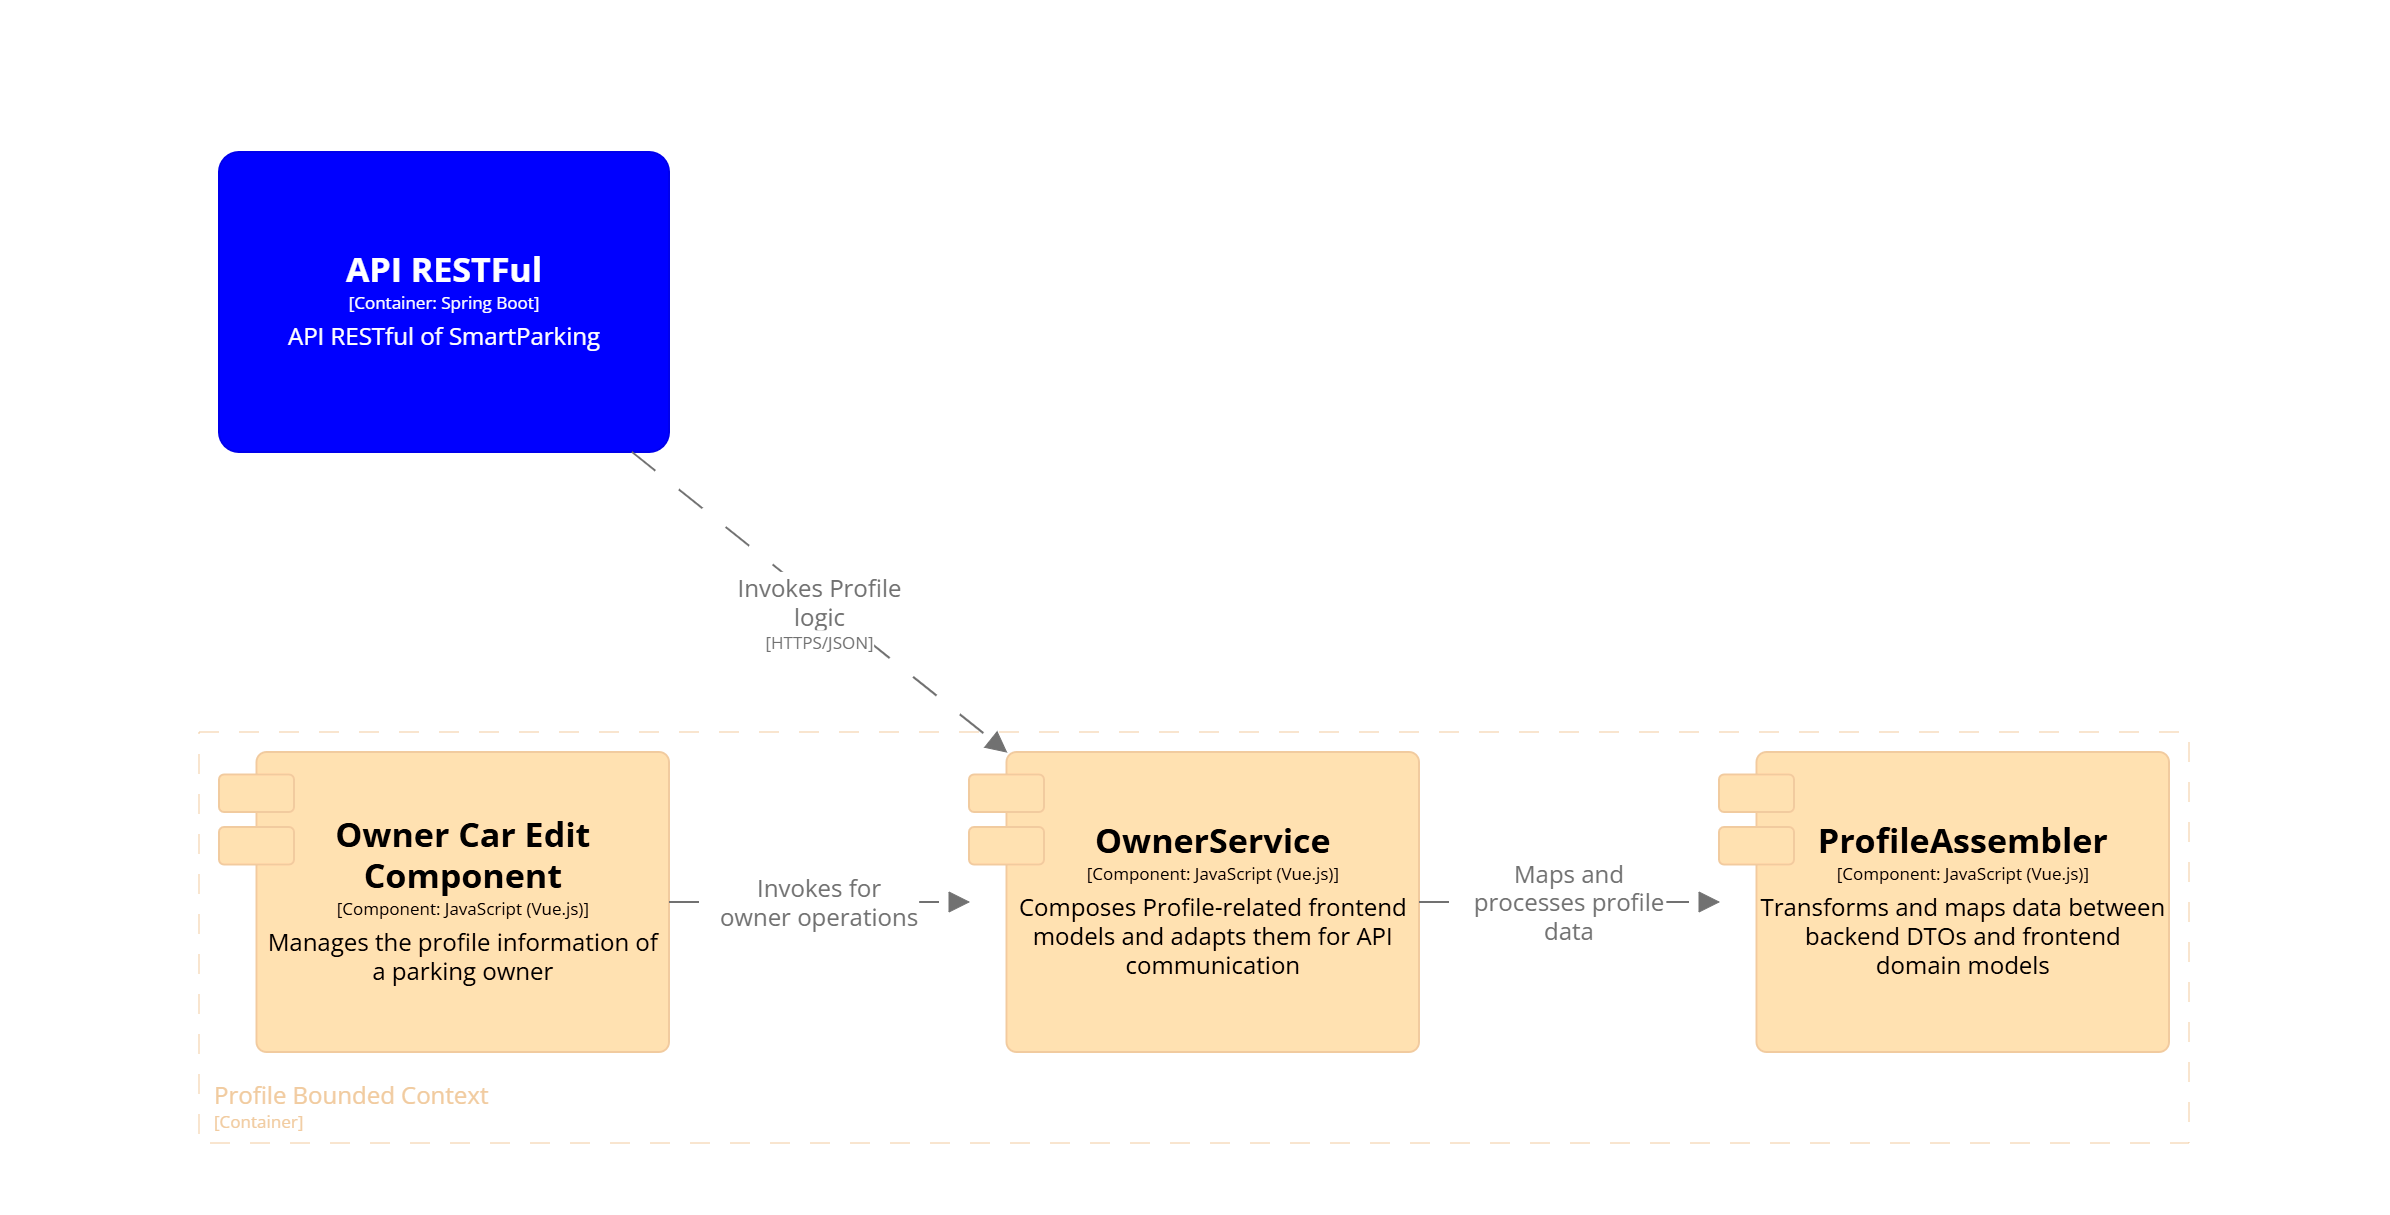 API RESTFul
[Container: Spring Boot]
API RESTful of SmartParking
Invokes Profile
logic
[HTTPS/JSON]
Owner Car Edit
Component
[Component: JavaScript (Vue.js)]
Manages the profile information of
a parking owner
Invokes for
owner operations
OwnerService
[Component: JavaScript (Vue.js)]
Composes Profile-related frontend
models and adapts them for API
communication
Maps and
processes profile
data
ProfileAssembler
[Component: JavaScript (Vue.js)]
Transforms and maps data between
backend DTOs and frontend
domain models
Profile Bounded Context
[Container]